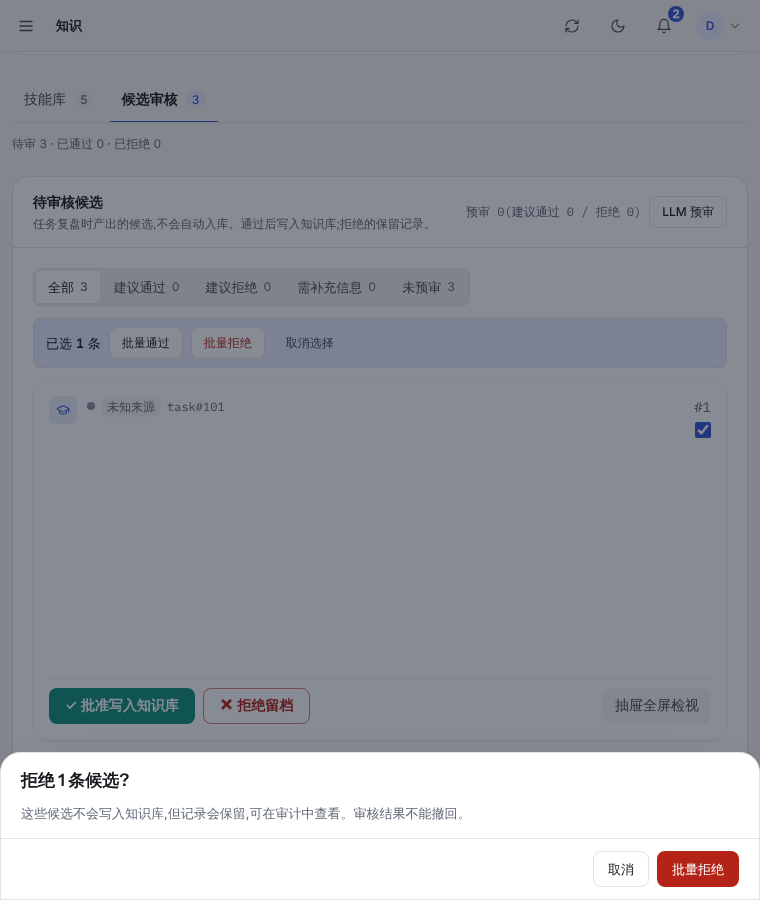 知识
2
D
技能库 5 候选审核 3
待审 3 · 已通过 0 · 已拒绝 0
待审核候选
任务复盘时产出的候选,不会自动入库。通过后写入知识库;拒绝的保留记录。
预审 0(建议通过 0 / 拒绝 0)
LLM 预审
全部 3 建议通过 0 建议拒绝 0 需补充信息 0 未预审 3
已选 1 条 批量通过 批量拒绝 取消选择
未知来源 task#101 #1
批准写入知识库 拒绝留档 抽屉全屏检视
拒绝 1 条候选?
这些候选不会写入知识库,但记录会保留,可在审计中查看。审核结果不能撤回。
取消 批量拒绝